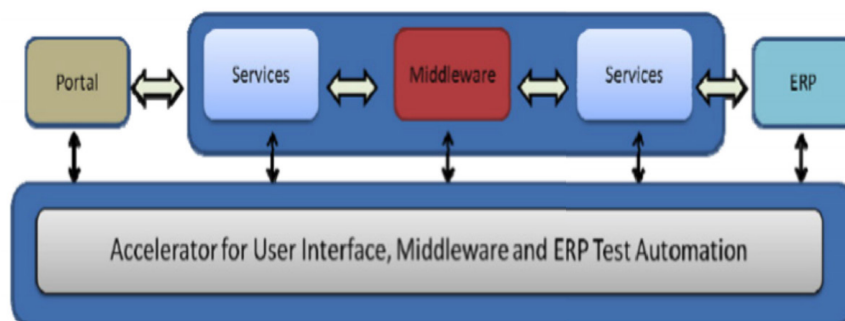 Portal
Services
Middleware
Services
ERP
Accelerator for User Interface, Middleware and ERP Test Automation